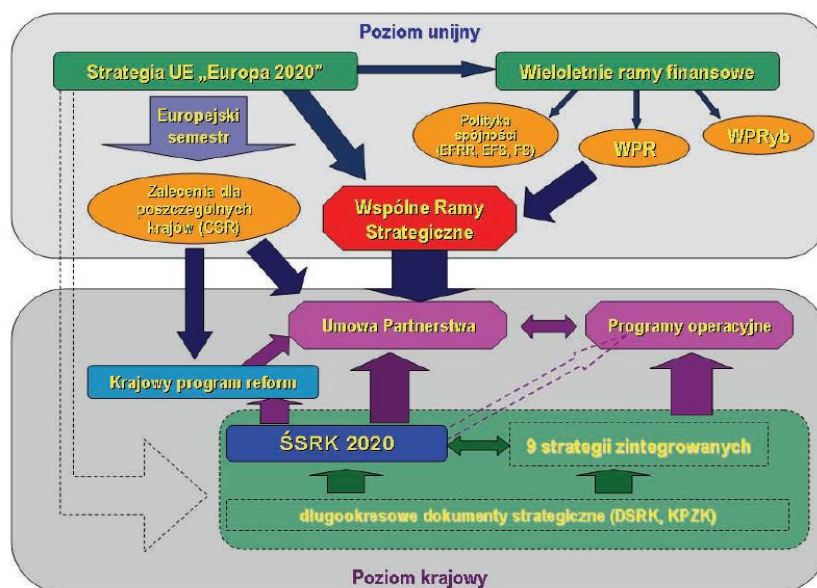 Poziom unijny
Strategia UE „Europa 2020”
Wieloletnie ramy finansowe
Europejski
semestr
Polityka
spójności
(EFRR, EFS, FS)
WPR
WPRyb
Zalecenia dla
poszczególnych
krajów (CSR)
Wspólne Ramy
Strategiczne
Umowa Partnerstwa
Programy operacyjne
Krajowy program reform
ŚSRK 2020
9 strategii zintegrowanych
długookresowe dokumenty strategiczne (DSRK, KPZK)
Poziom krajowy